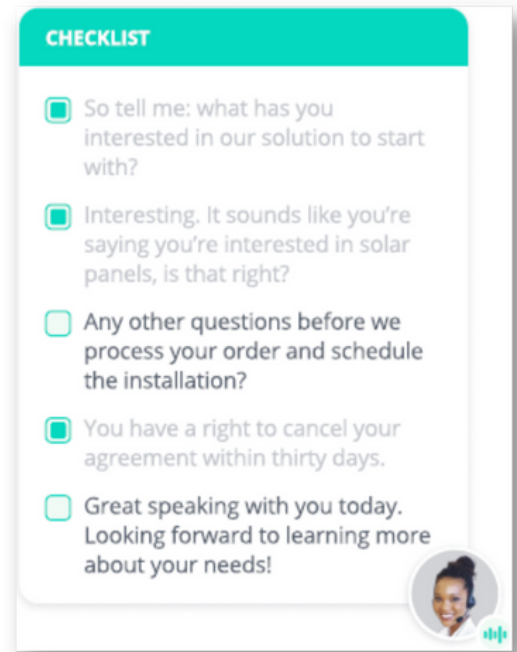 CHECKLIST
So tell me: what has you
interested in our solution to start
with?
Interesting. It sounds like you’re
saying you’re interested in solar
panels, is that right?
Any other questions before we
process your order and schedule
the installation?
You have a right to cancel your
agreement within thirty days.
Great speaking with you today.
Looking forward to learning more
about your needs!